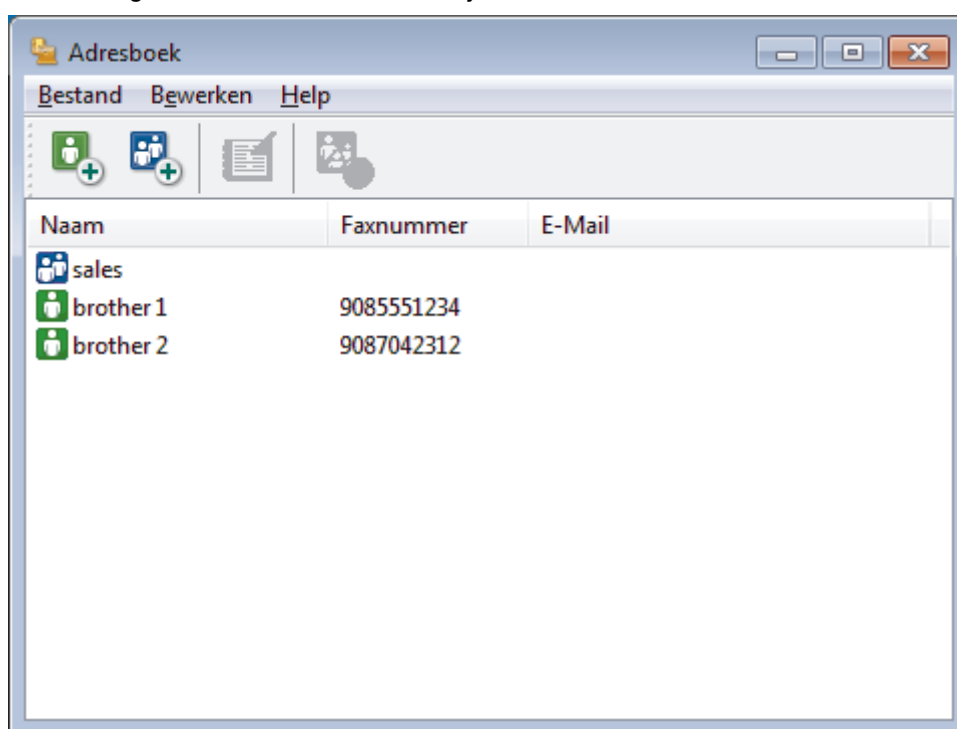 Adresboek
Bestand Bewerken Help
Naam Faxnummer E-Mail
sales
brother 1 9085551234
brother 2 9087042312